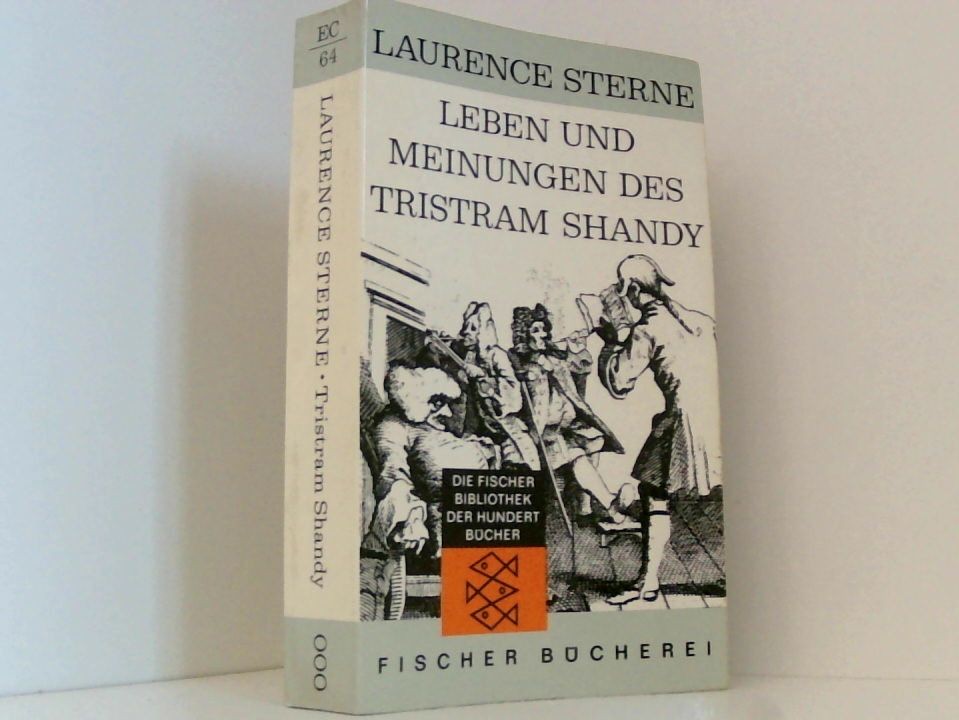 EC
64
LAURENCE STERNE · Tristram Shandy
OOO
LAURENCE STERNE
LEBEN UND
MEINUNGEN DES
TRISTRAM SHANDY
DIE FISCHER
BIBLIOTHEK
DER HUNDERT
BÜCHER
FISCHER BÜCHEREI